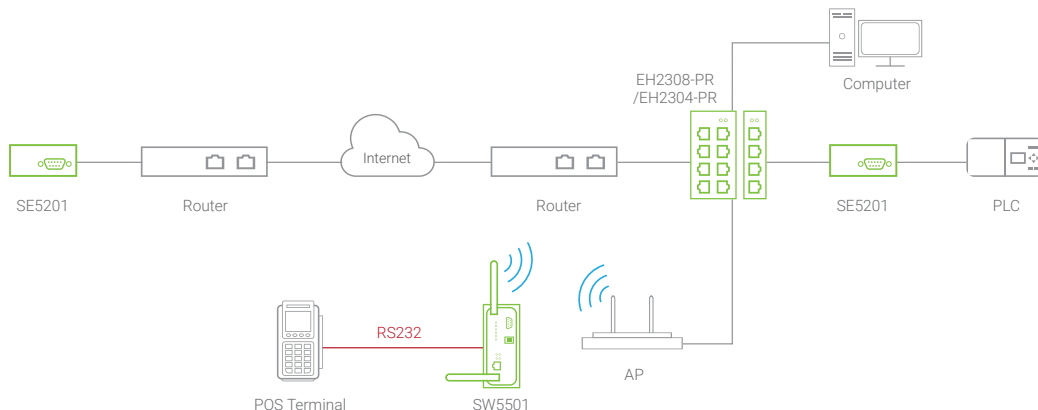 EH2308-PR
/EH2304-PR
Computer
Internet
SE5201
Router
Router
SE5201
PLC
RS232
POS Terminal
SW5501
AP